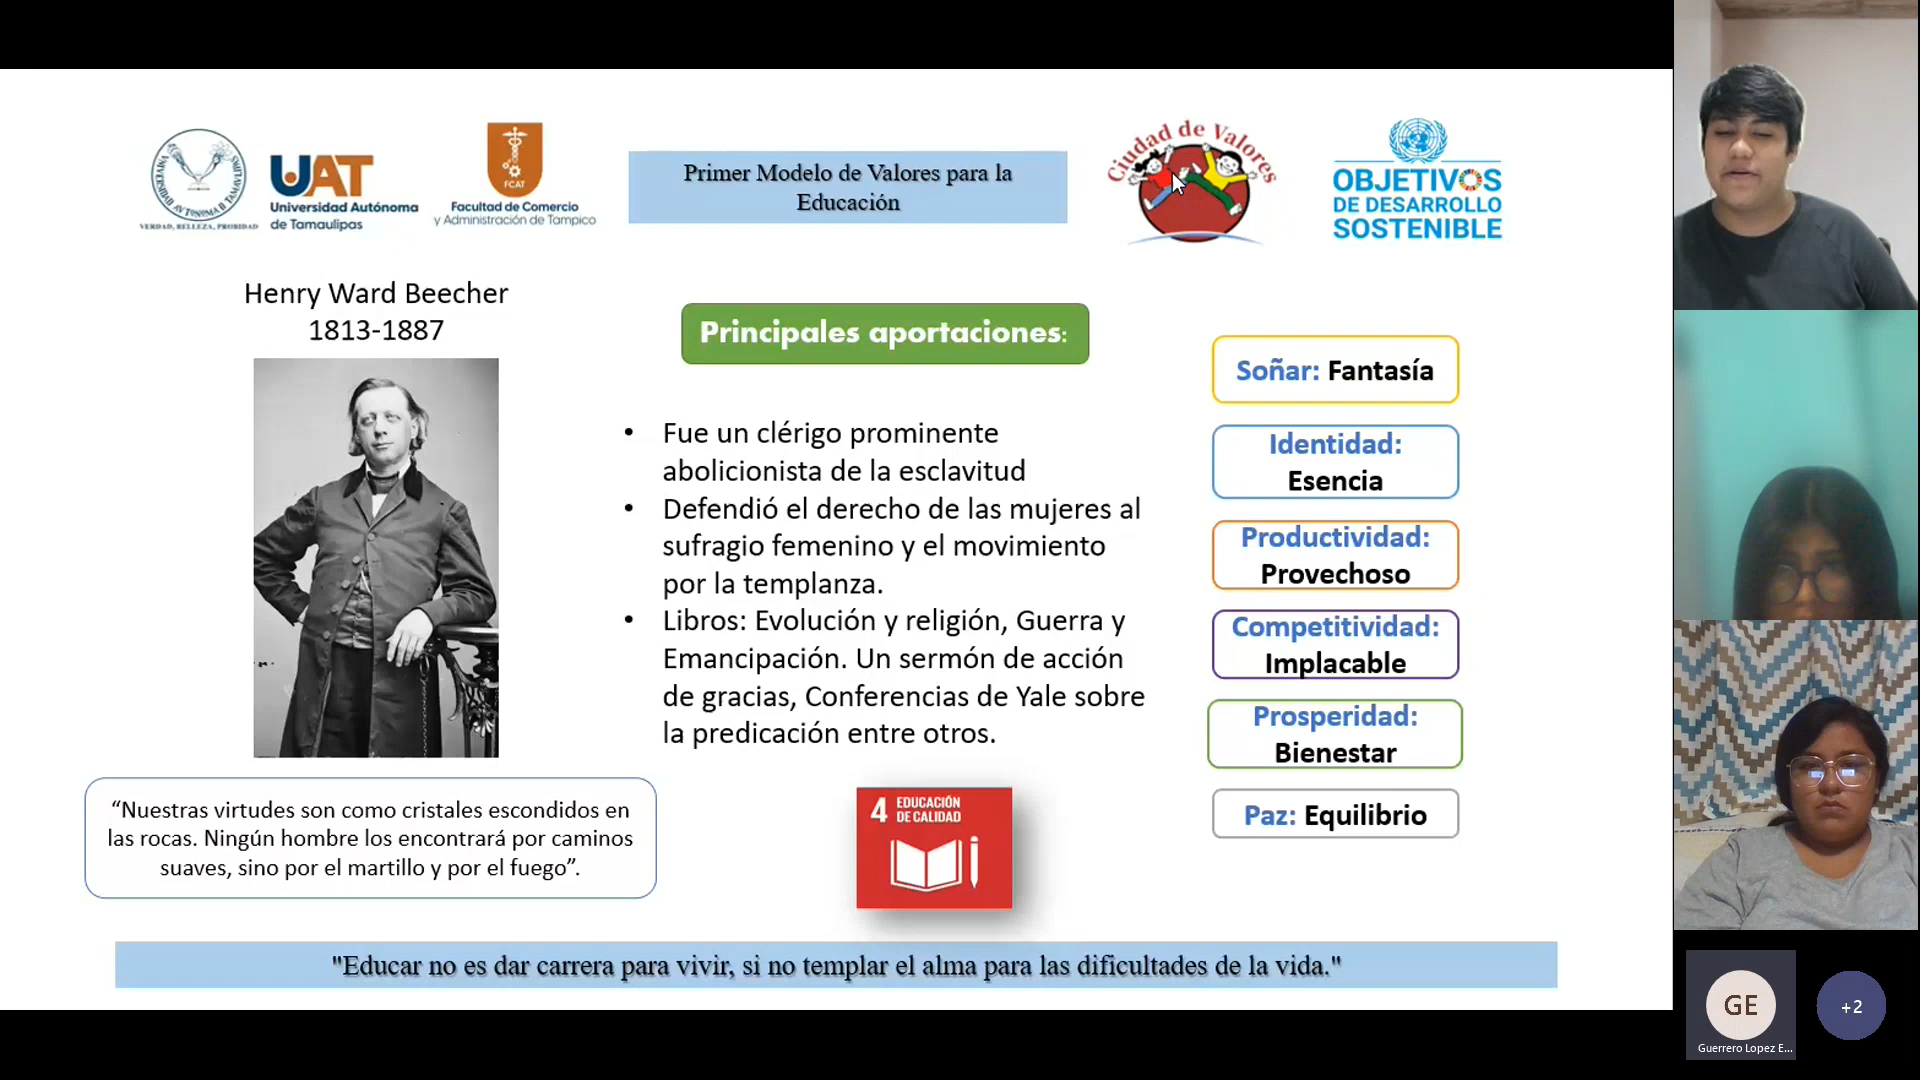 UNIVERSIDAD AUTONOMA DE TAMAULIPAS
VERDAD, BELLEZA, PROBIDAD
UAT
Universidad Autónoma
de Tamaulipas
FCAT
Facultad de Comercio
y Administración de Tampico
Primer Modelo de Valores para la
Educación
Ciudad de Valores
OBJETIVOS
DE DESARROLLO
SOSTENIBLE
Henry Ward Beecher
1813-1887
Principales aportaciones:
• Fue un clérigo prominente
abolicionista de la esclavitud
• Defendió el derecho de las mujeres al
sufragio femenino y el movimiento
por la templanza.
• Libros: Evolución y religión, Guerra y
Emancipación. Un sermón de acción
de gracias, Conferencias de Yale sobre
la predicación entre otros.
Soñar: Fantasía
Identidad:
Esencia
Productividad:
Provechoso
Competitividad:
Implacable
Prosperidad:
Bienestar
Paz: Equilibrio
“Nuestras virtudes son como cristales escondidos en
las rocas. Ningún hombre los encontrará por caminos
suaves, sino por el martillo y por el fuego”.
4 EDUCACIÓN
DE CALIDAD
"Educar no es dar carrera para vivir, si no templar el alma para las dificultades de la vida."
GE
Guerrero Lopez E...
+2